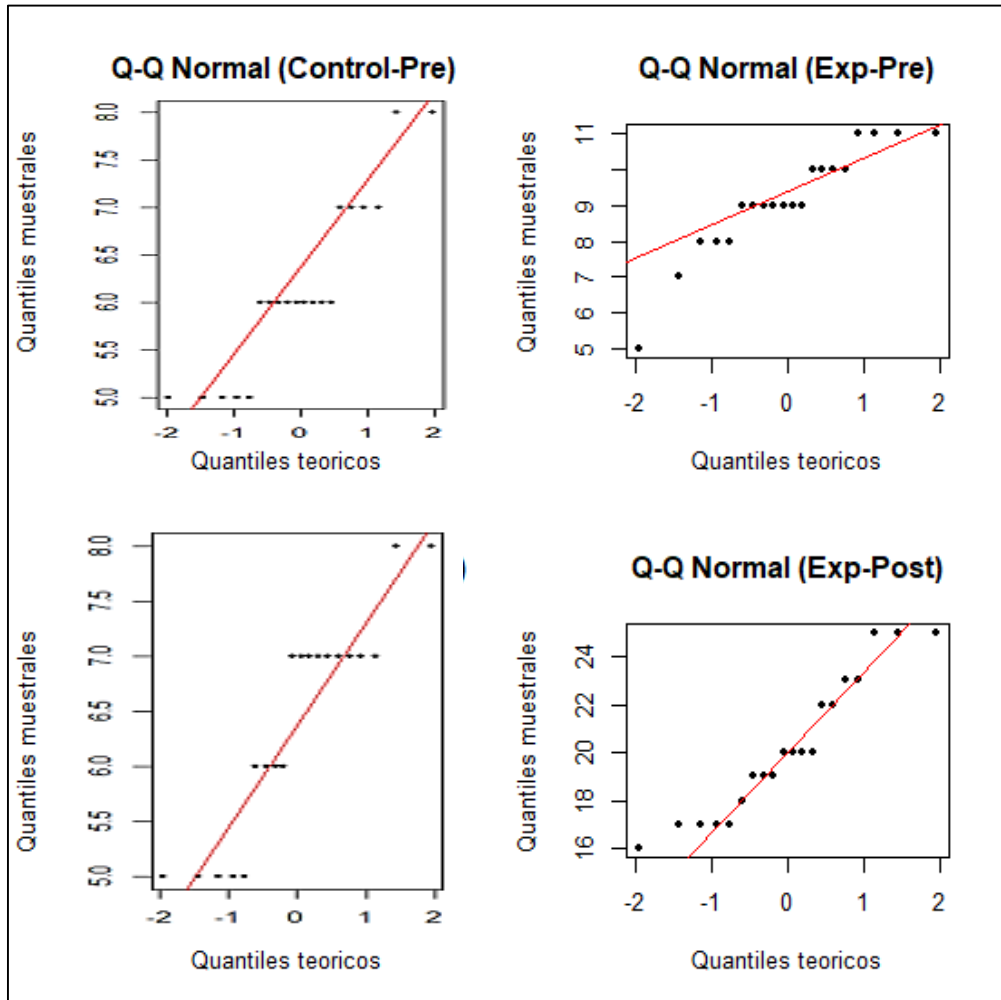 Q-Q Normal (Control-Pre)
Quantiles muestrales
8.0
7.5
7.0
6.5
6.0
5.5
5.0
-2 -1 0 1 2
Quantiles teoricos
Q-Q Normal (Exp-Pre)
Quantiles muestrales
11
9
8
7
6
5
-2 -1 0 1 2
Quantiles teoricos
)
Quantiles muestrales
8.0
7.5
7.0
6.5
6.0
5.5
5.0
-2 -1 0 1 2
Quantiles teoricos
Q-Q Normal (Exp-Post)
Quantiles muestrales
24
22
20
18
16
-2 -1 0 1 2
Quantiles teoricos